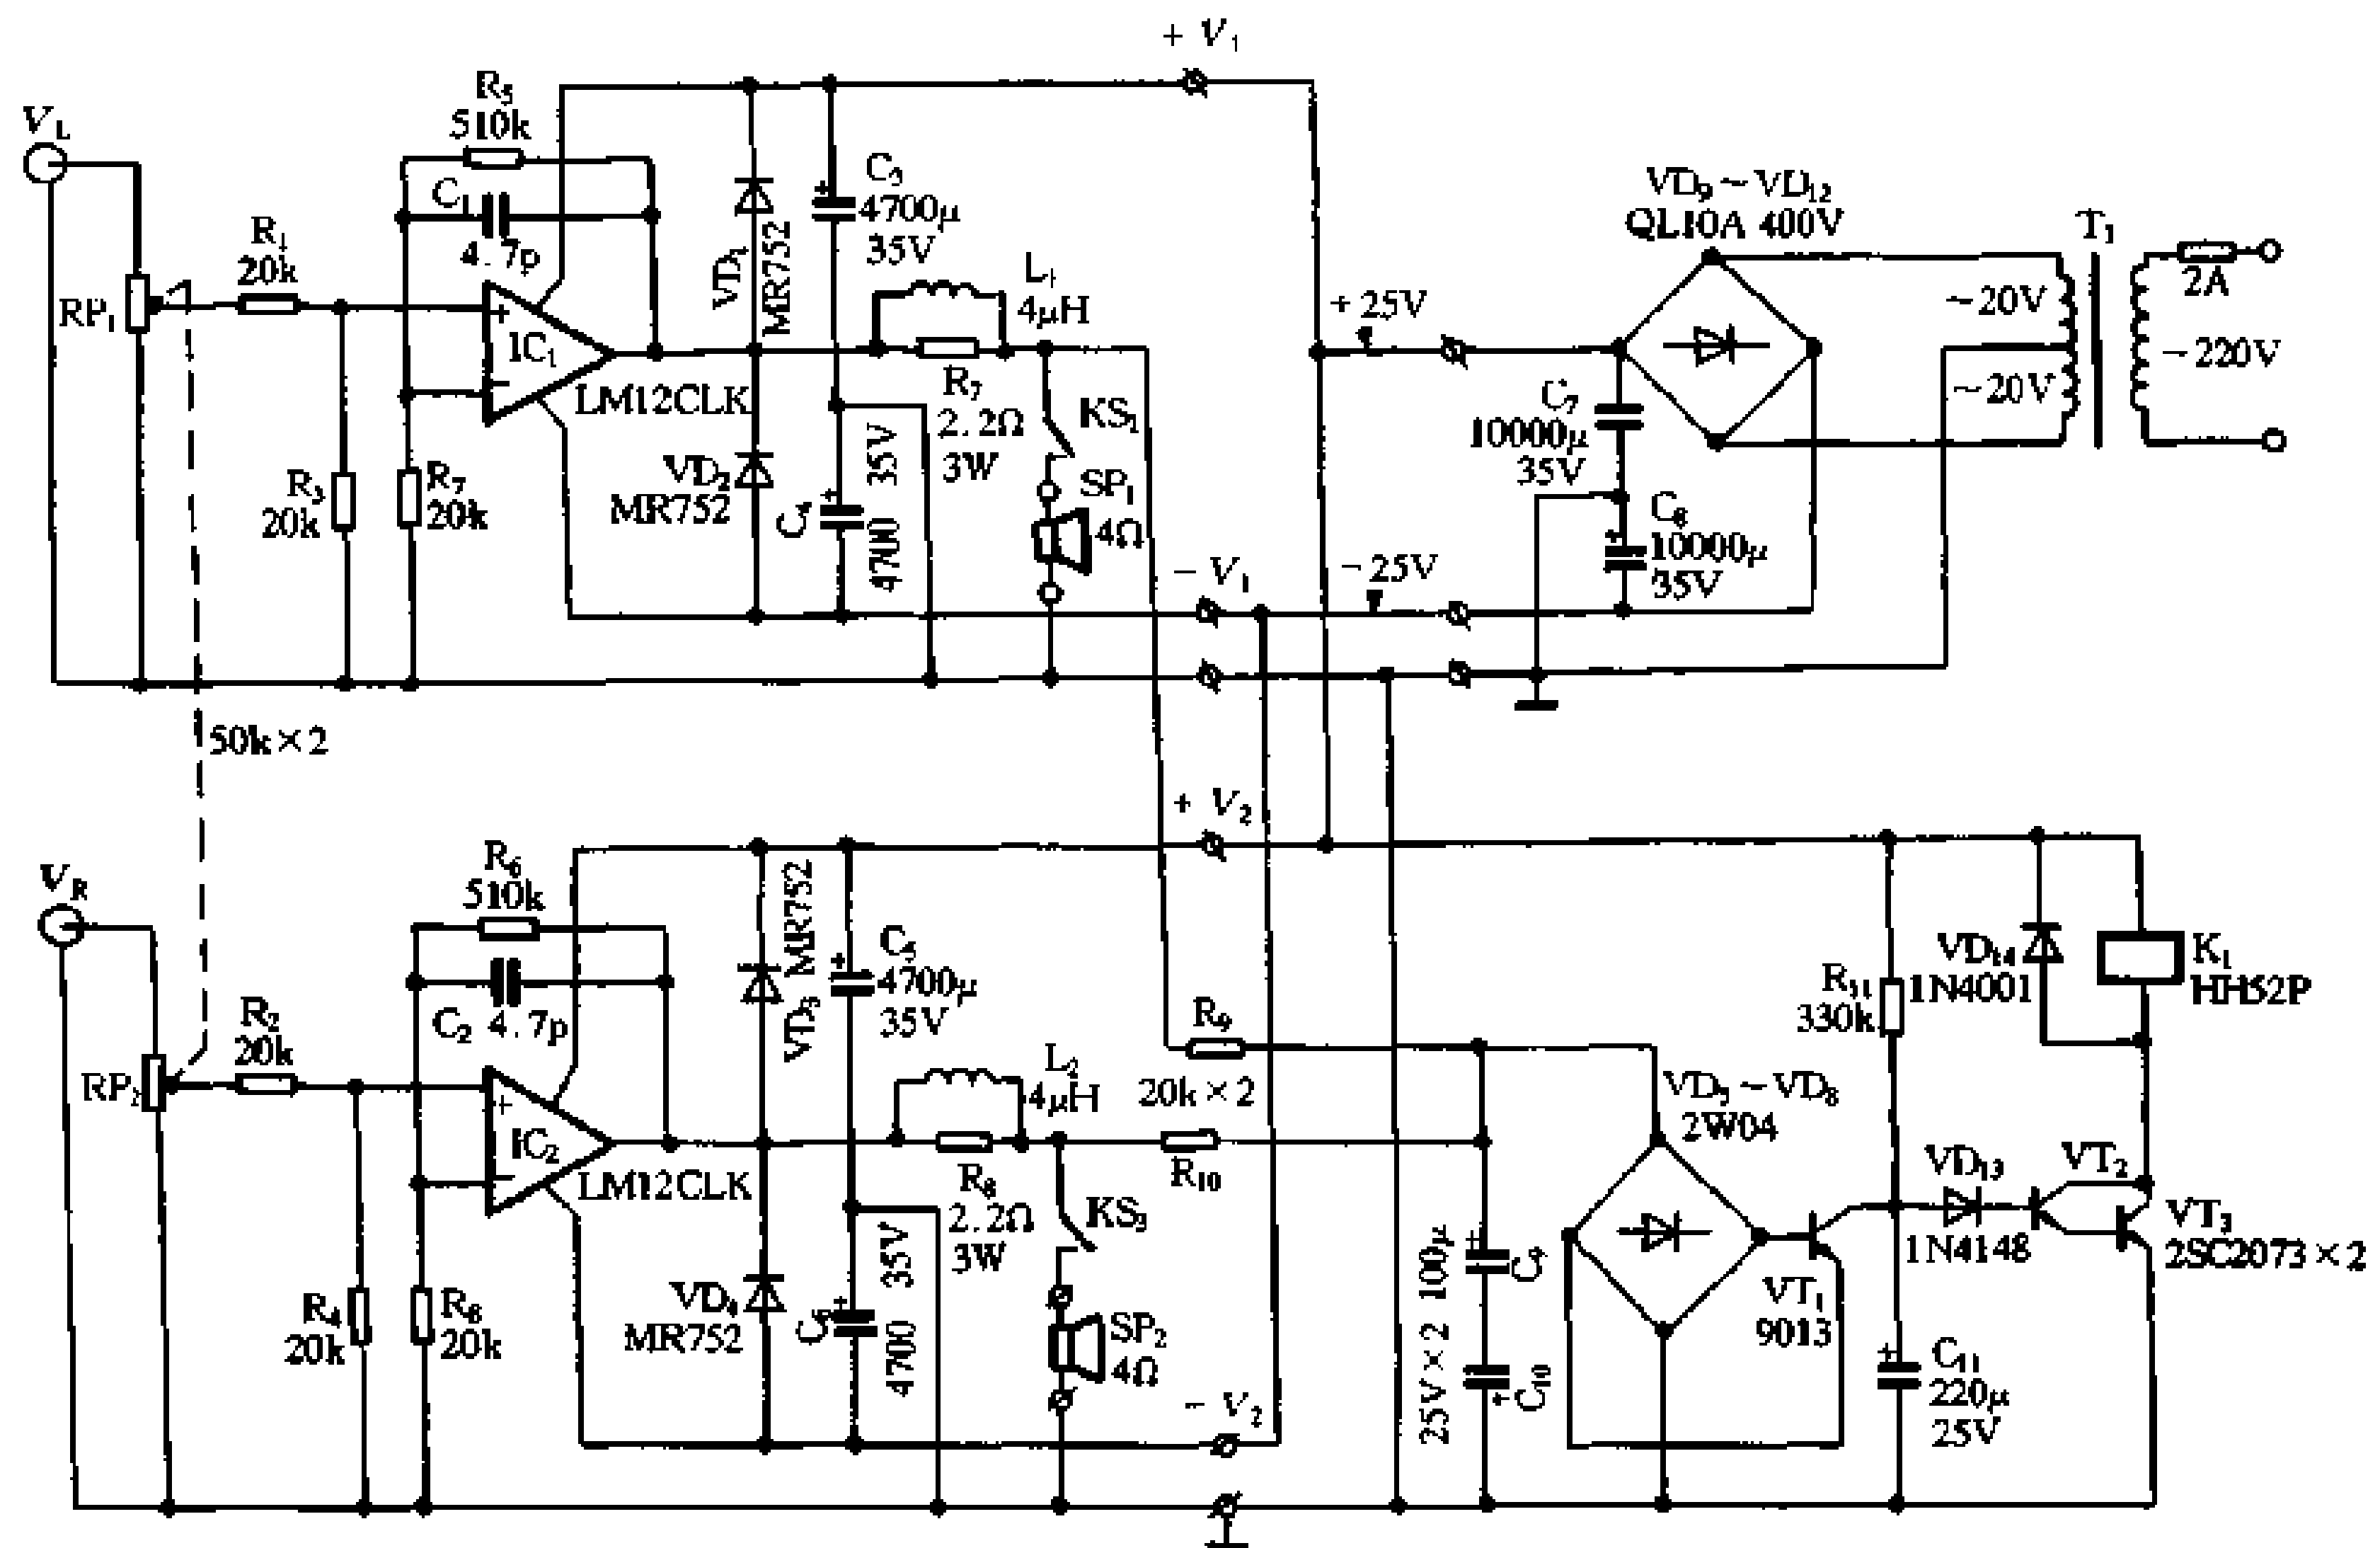 + V₁
R₅
510k
V_L
C₁
4.7p
R₁
20k
RP₁
IC₁
LM12CLK
VD₁
MR752
C₃
4700μ
35V
L₁
4μH
R₇
2.2Ω
3W
KS₁
SP₁
4Ω
VD₂
MR752
C₄
4700
35V
R₃
20k
R₇
20k
- V₁
+25V
-25V
VD₉~VD₁₂
QL10A 400V
T₁
2A
~20V
~20V
~220V
C₇
10000μ
35V
C₈
10000μ
35V
50k×2
+ V₂
V_R
R₆
510k
C₂ 4.7p
R₂
20k
RP₂
IC₂
LM12CLK
MR752
C₅
4700μ
35V
L₂
4μH
R₈
2.2Ω
3W
KS₂
SP₂
4Ω
VD₄
MR752
4700
35V
R₄
20k
R₈
20k
- V₂
R₉
20k×2
R₁₀
C₉
100μ
25V×2
C₁₀
VD₅~VD₈
2W04
R₁₁
330k
VD₁₄
1N4001
K₁
HH52P
VD₁₃
1N4148
VT₂
VT₃
2SC2073×2
VT₁
9013
C₁₁
220μ
25V